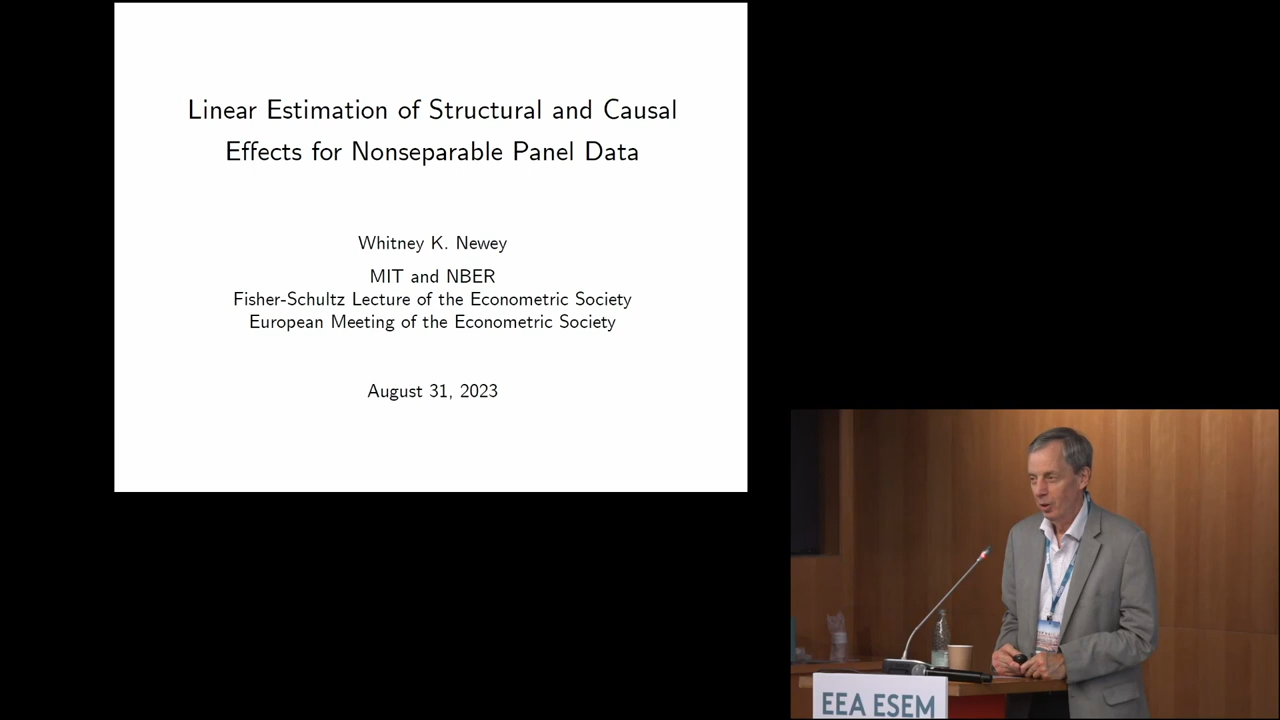 Linear Estimation of Structural and Causal
Effects for Nonseparable Panel Data
Whitney K. Newey
MIT and NBER
Fisher-Schultz Lecture of the Econometric Society
European Meeting of the Econometric Society
August 31, 2023
EEA ESEM